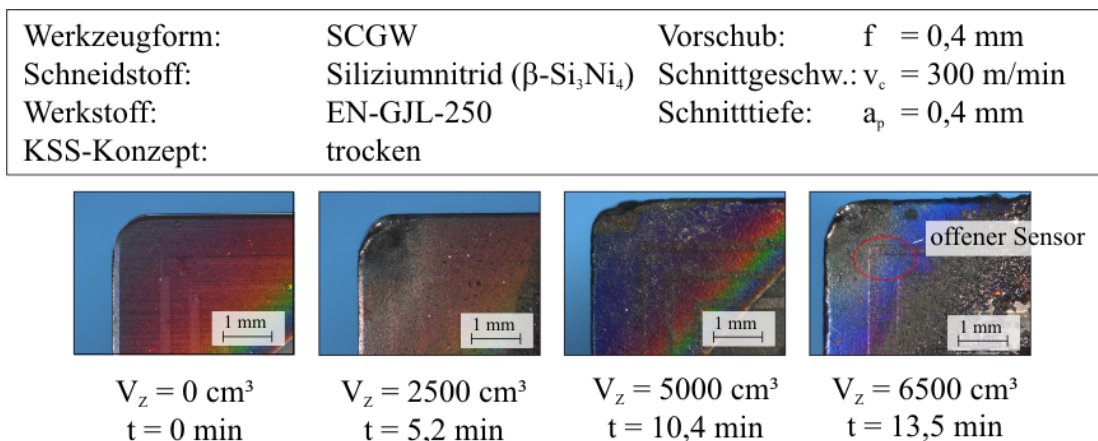 Werkzeugform: SCGW Vorschub: f = 0,4 mm
Schneidstoff: Siliziumnitrid (β-Si₃Ni₄) Schnittgeschw.: v_c = 300 m/min
Werkstoff: EN-GJL-250 Schnitttiefe: a_p = 0,4 mm
KSS-Konzept: trocken
offener Sensor
1 mm 1 mm 1 mm 1 mm
V_Z = 0 cm³ V_Z = 2500 cm³ V_Z = 5000 cm³ V_Z = 6500 cm³
t = 0 min t = 5,2 min t = 10,4 min t = 13,5 min